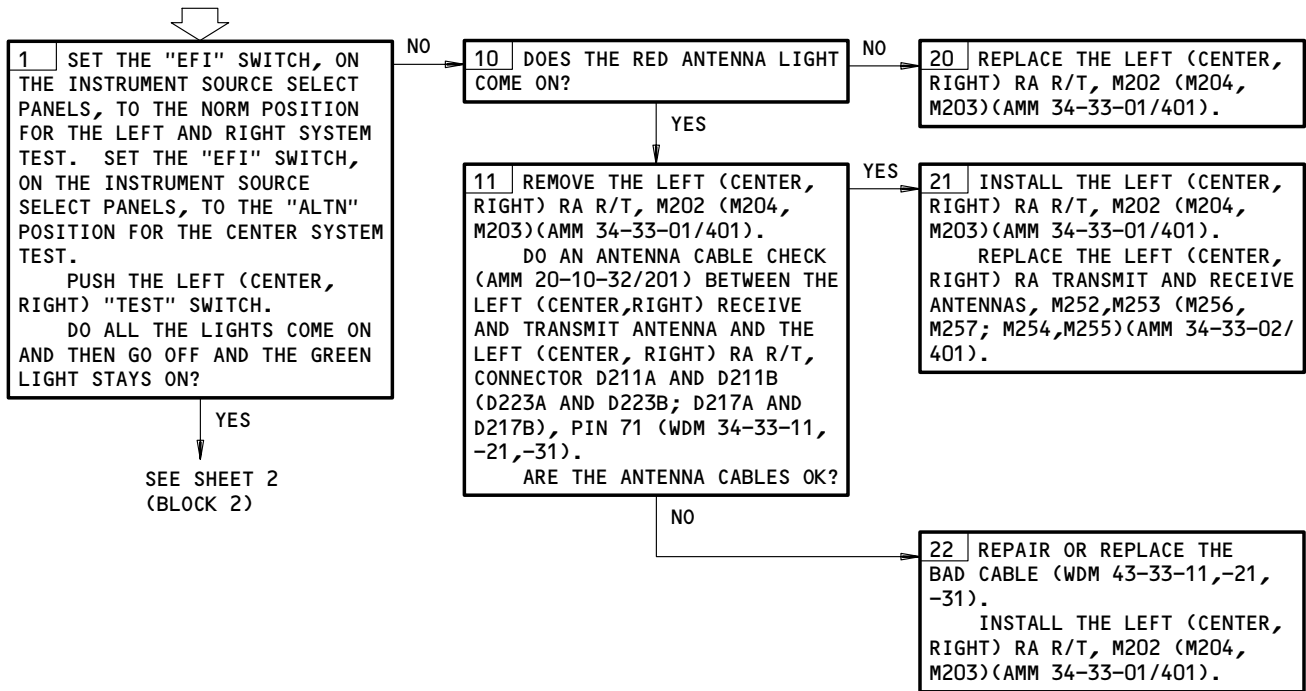 1 SET THE "EFI" SWITCH, ON
THE INSTRUMENT SOURCE SELECT
PANELS, TO THE NORM POSITION
FOR THE LEFT AND RIGHT SYSTEM
TEST. SET THE "EFI" SWITCH,
ON THE INSTRUMENT SOURCE
SELECT PANELS, TO THE "ALTN"
POSITION FOR THE CENTER SYSTEM
TEST.
PUSH THE LEFT (CENTER,
RIGHT) "TEST" SWITCH.
DO ALL THE LIGHTS COME ON
AND THEN GO OFF AND THE GREEN
LIGHT STAYS ON?
YES
SEE SHEET 2
(BLOCK 2)
NO
10 DOES THE RED ANTENNA LIGHT
COME ON?
NO
20 REPLACE THE LEFT (CENTER,
RIGHT) RA R/T, M202 (M204,
M203)(AMM 34-33-01/401).
YES
11 REMOVE THE LEFT (CENTER,
RIGHT) RA R/T, M202 (M204,
M203)(AMM 34-33-01/401).
DO AN ANTENNA CABLE CHECK
(AMM 20-10-32/201) BETWEEN THE
LEFT (CENTER,RIGHT) RECEIVE
AND TRANSMIT ANTENNA AND THE
LEFT (CENTER, RIGHT) RA R/T,
CONNECTOR D211A AND D211B
(D223A AND D223B; D217A AND
D217B), PIN 71 (WDM 34-33-11,
-21,-31).
ARE THE ANTENNA CABLES OK?
YES
21 INSTALL THE LEFT (CENTER,
RIGHT) RA R/T, M202 (M204,
M203)(AMM 34-33-01/401).
REPLACE THE LEFT (CENTER,
RIGHT) RA TRANSMIT AND RECEIVE
ANTENNAS, M252,M253 (M256,
M257; M254,M255)(AMM 34-33-02/
401).
NO
22 REPAIR OR REPLACE THE
BAD CABLE (WDM 43-33-11,-21,
-31).
INSTALL THE LEFT (CENTER,
RIGHT) RA R/T, M202 (M204,
M203)(AMM 34-33-01/401).